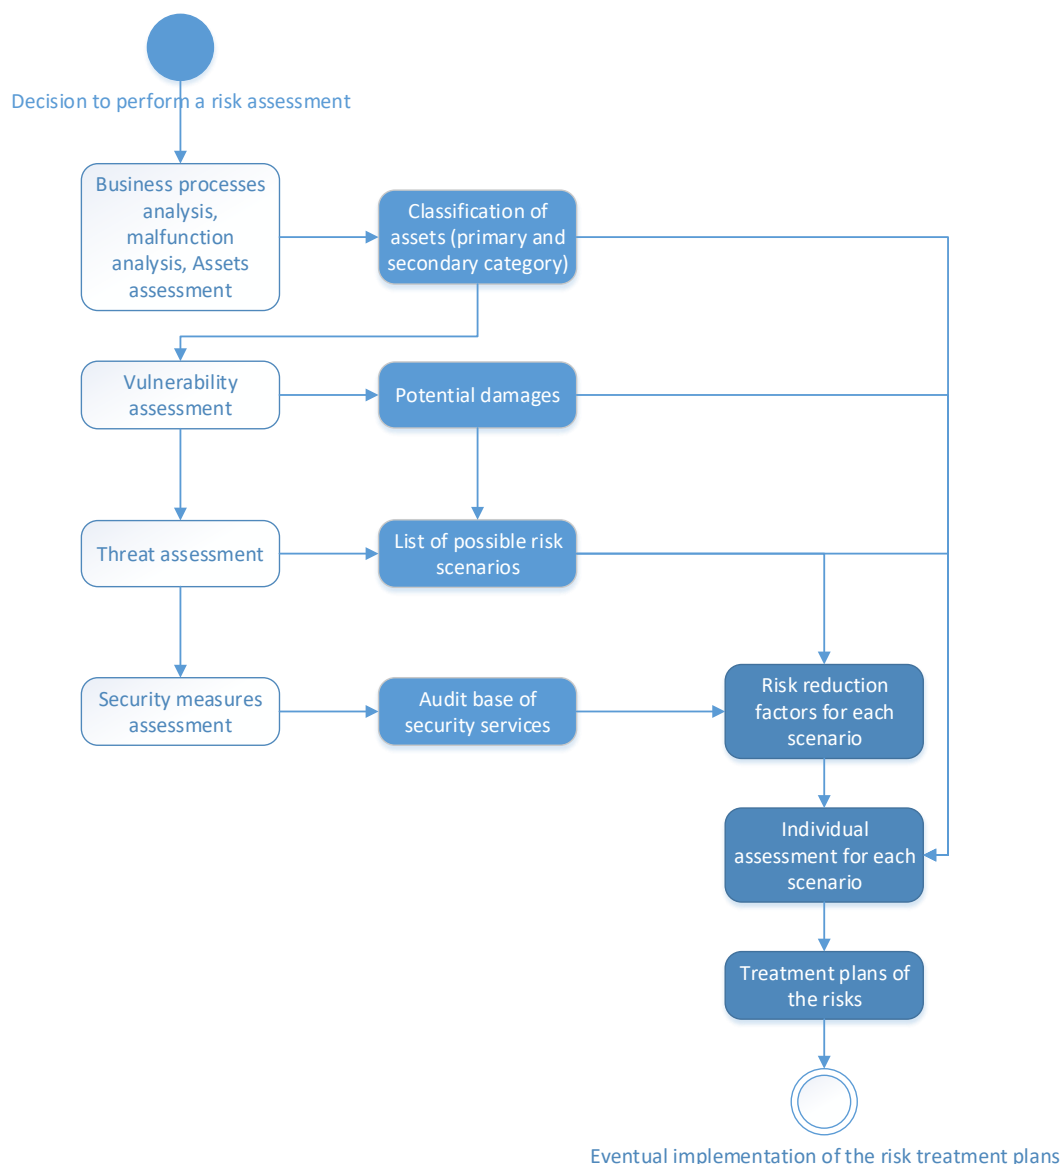 Decision to perform a risk assessment
Business processes
analysis,
malfunction
analysis, Assets
assessment
Classification of
assets (primary and
secondary category)
Vulnerability
assessment
Potential damages
Threat assessment
List of possible risk
scenarios
Security measures
assessment
Audit base of
security services
Risk reduction
factors for each
scenario
Individual
assessment for each
scenario
Treatment plans of
the risks
Eventual implementation of the risk treatment plans